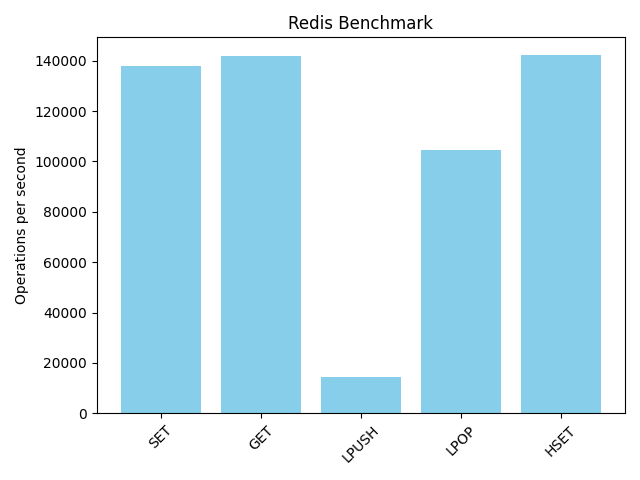 Redis Benchmark
Operations per second
140000
120000
100000
80000
60000
40000
20000
0
SET
GET
LPUSH
LPOP
HSET